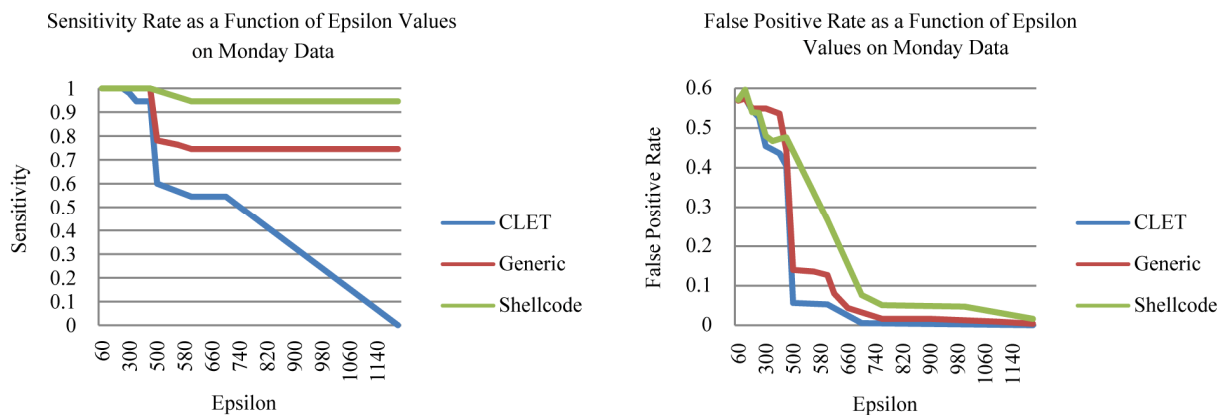 Sensitivity Rate as a Function of Epsilon Values
on Monday Data
1
0.9
0.8
0.7
0.6
0.5
0.4
0.3
0.2
0.1
0
Sensitivity
60 300 500 580 660 740 820 900 980 1060 1140
Epsilon
CLET
Generic
Shellcode
False Positive Rate as a Function of Epsilon
Values on Monday Data
0.6
0.5
0.4
0.3
0.2
0.1
0
False Positive Rate
60 300 500 580 660 740 820 900 980 1060 1140
Epsilon
CLET
Generic
Shellcode